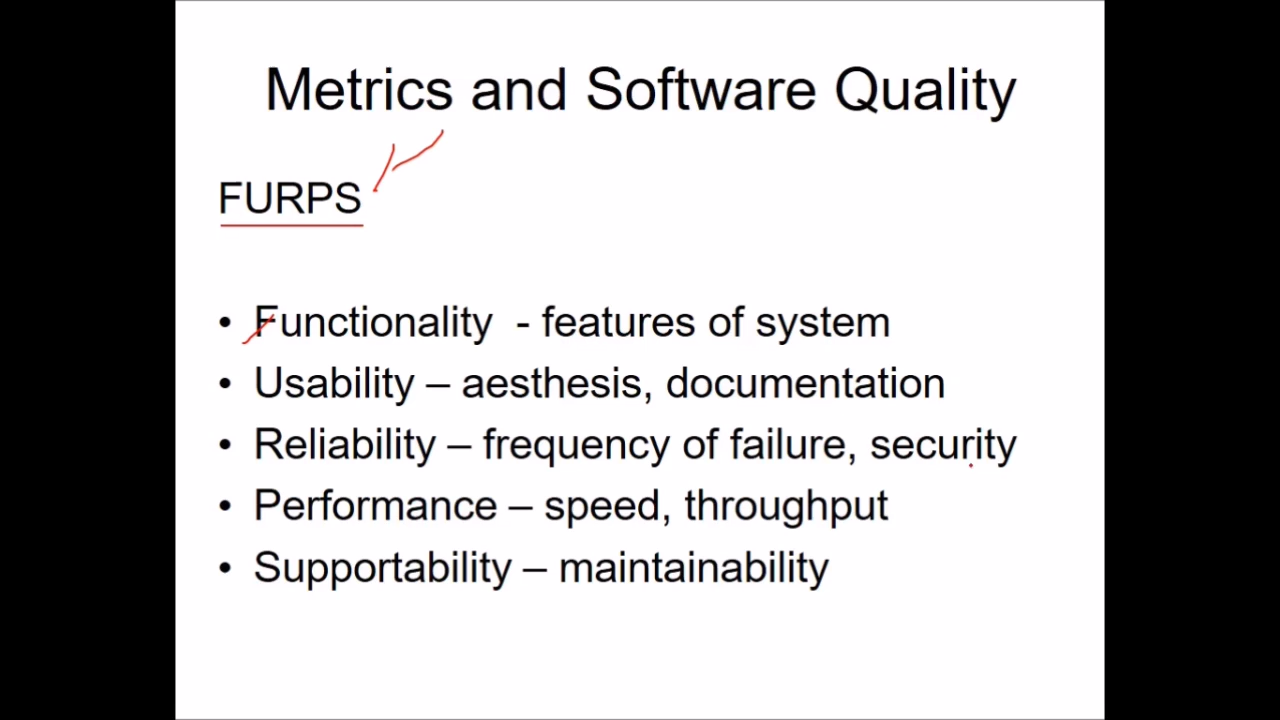 Metrics and Software Quality
FURPS
• Functionality - features of system
• Usability – aesthesis, documentation
• Reliability – frequency of failure, security
• Performance – speed, throughput
• Supportability – maintainability